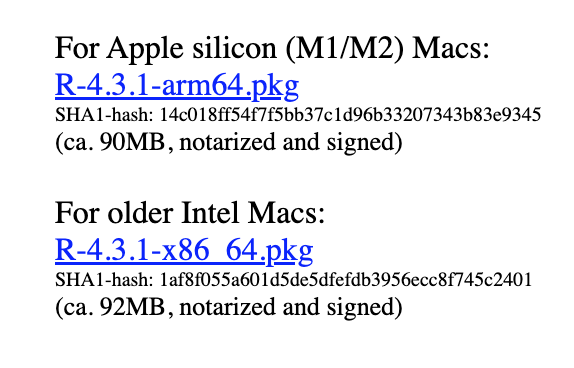 For Apple silicon (M1/M2) Macs:
R-4.3.1-arm64.pkg
SHA1-hash: 14c018ff54f7f5bb37c1d96b33207343b83e9345
(ca. 90MB, notarized and signed)
For older Intel Macs:
R-4.3.1-x86_64.pkg
SHA1-hash: 1af8f055a601d5de5dfefdb3956ecc8f745c2401
(ca. 92MB, notarized and signed)